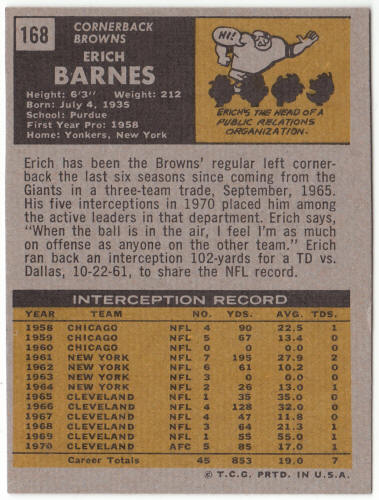 168
CORNERBACK
BROWNS
ERICH
BARNES
Height: 6'3" Weight: 212
Born: July 4, 1935
School: Purdue
First Year Pro: 1958
Home: Yonkers, New York
HI!
ERICH'S THE HEAD OF A
PUBLIC RELATIONS
ORGANIZATION.
Erich has been the Browns' regular left corner-
back the last six seasons since coming from the
Giants in a three-team trade, September, 1965.
His five interceptions in 1970 placed him among
the active leaders in that department. Erich says,
"When the ball is in the air, I feel I'm as much
on offense as anyone on the other team." Erich
ran back an interception 102-yards for a TD vs.
Dallas, 10-22-61, to share the NFL record.
INTERCEPTION RECORD
YEAR TEAM NO. YDS. AVG. TDS.
1958 CHICAGO NFL 4 90 22.5 1
1959 CHICAGO NFL 5 67 13.4 0
1960 CHICAGO NFL 0 0 0.0 0
1961 NEW YORK NFL 7 195 27.9 2
1962 NEW YORK NFL 6 61 10.2 0
1963 NEW YORK NFL 3 0 0.0 0
1964 NEW YORK NFL 2 26 13.0 1
1965 CLEVELAND NFL 1 35 35.0 0
1966 CLEVELAND NFL 4 128 32.0 0
1967 CLEVELAND NFL 4 47 11.8 0
1968 CLEVELAND NFL 3 64 21.3 1
1969 CLEVELAND NFL 1 55 55.0 1
1970 CLEVELAND AFC 5 85 17.0 1
Career Totals 45 853 19.0 7
© T.C.G. PRTD. IN U.S.A.